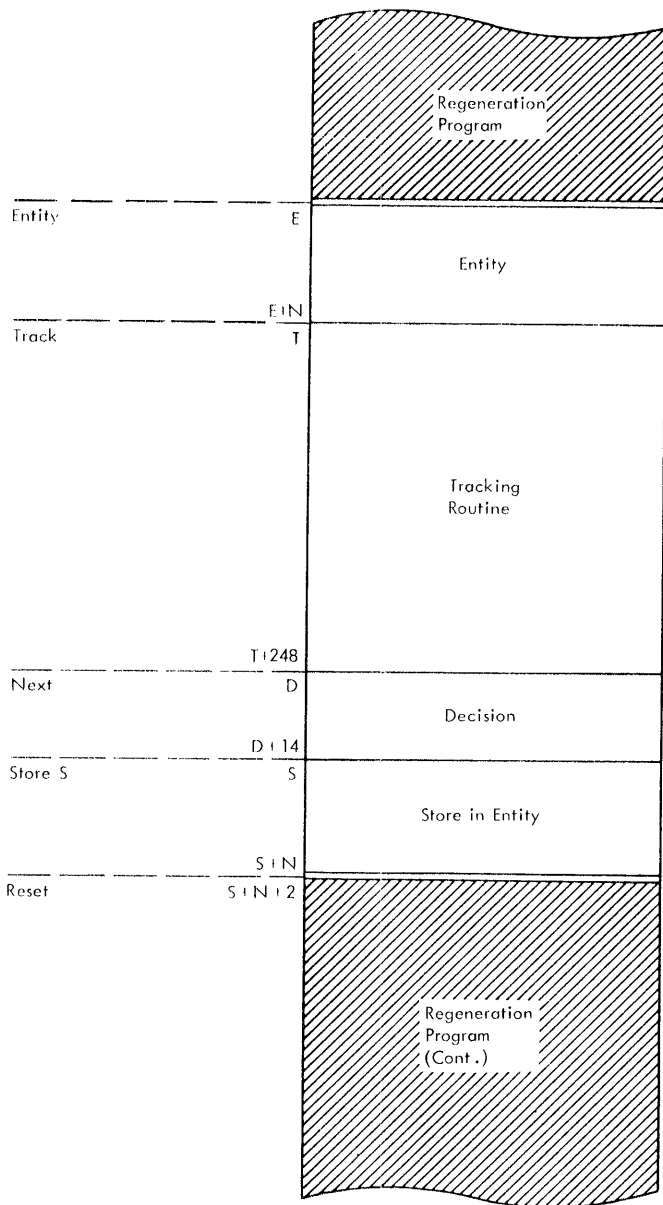 Regeneration
Program
Entity E
Entity
E+N
Track T
Tracking
Routine
T+248
Next D
Decision
D+14
Store S S
Store in Entity
S+N
Reset S+N+2
Regeneration
Program
(Cont.)